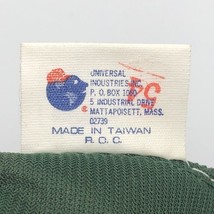 UNIVERSAL
INDUSTRIES, INC.
P. O. BOX 1060
5 INDUSTRIAL DRIVE
MATTAPOISETT, MASS.
02739
®
MADE IN TAIWAN
R. O. C.